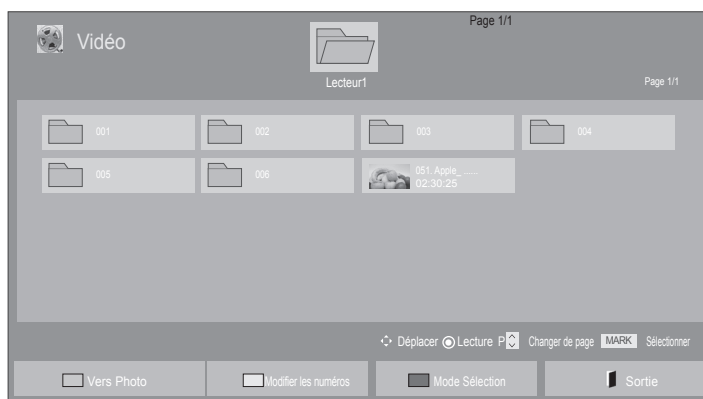 Page 1/1
Vidéo
Lecteur1
Page 1/1
001 002 003 004
005 006 051. Apple_ ......
02:30:25
Déplacer Lecture P Changer de page MARK Sélectionner
Vers Photo Modifier les numéros Mode Sélection Sortie